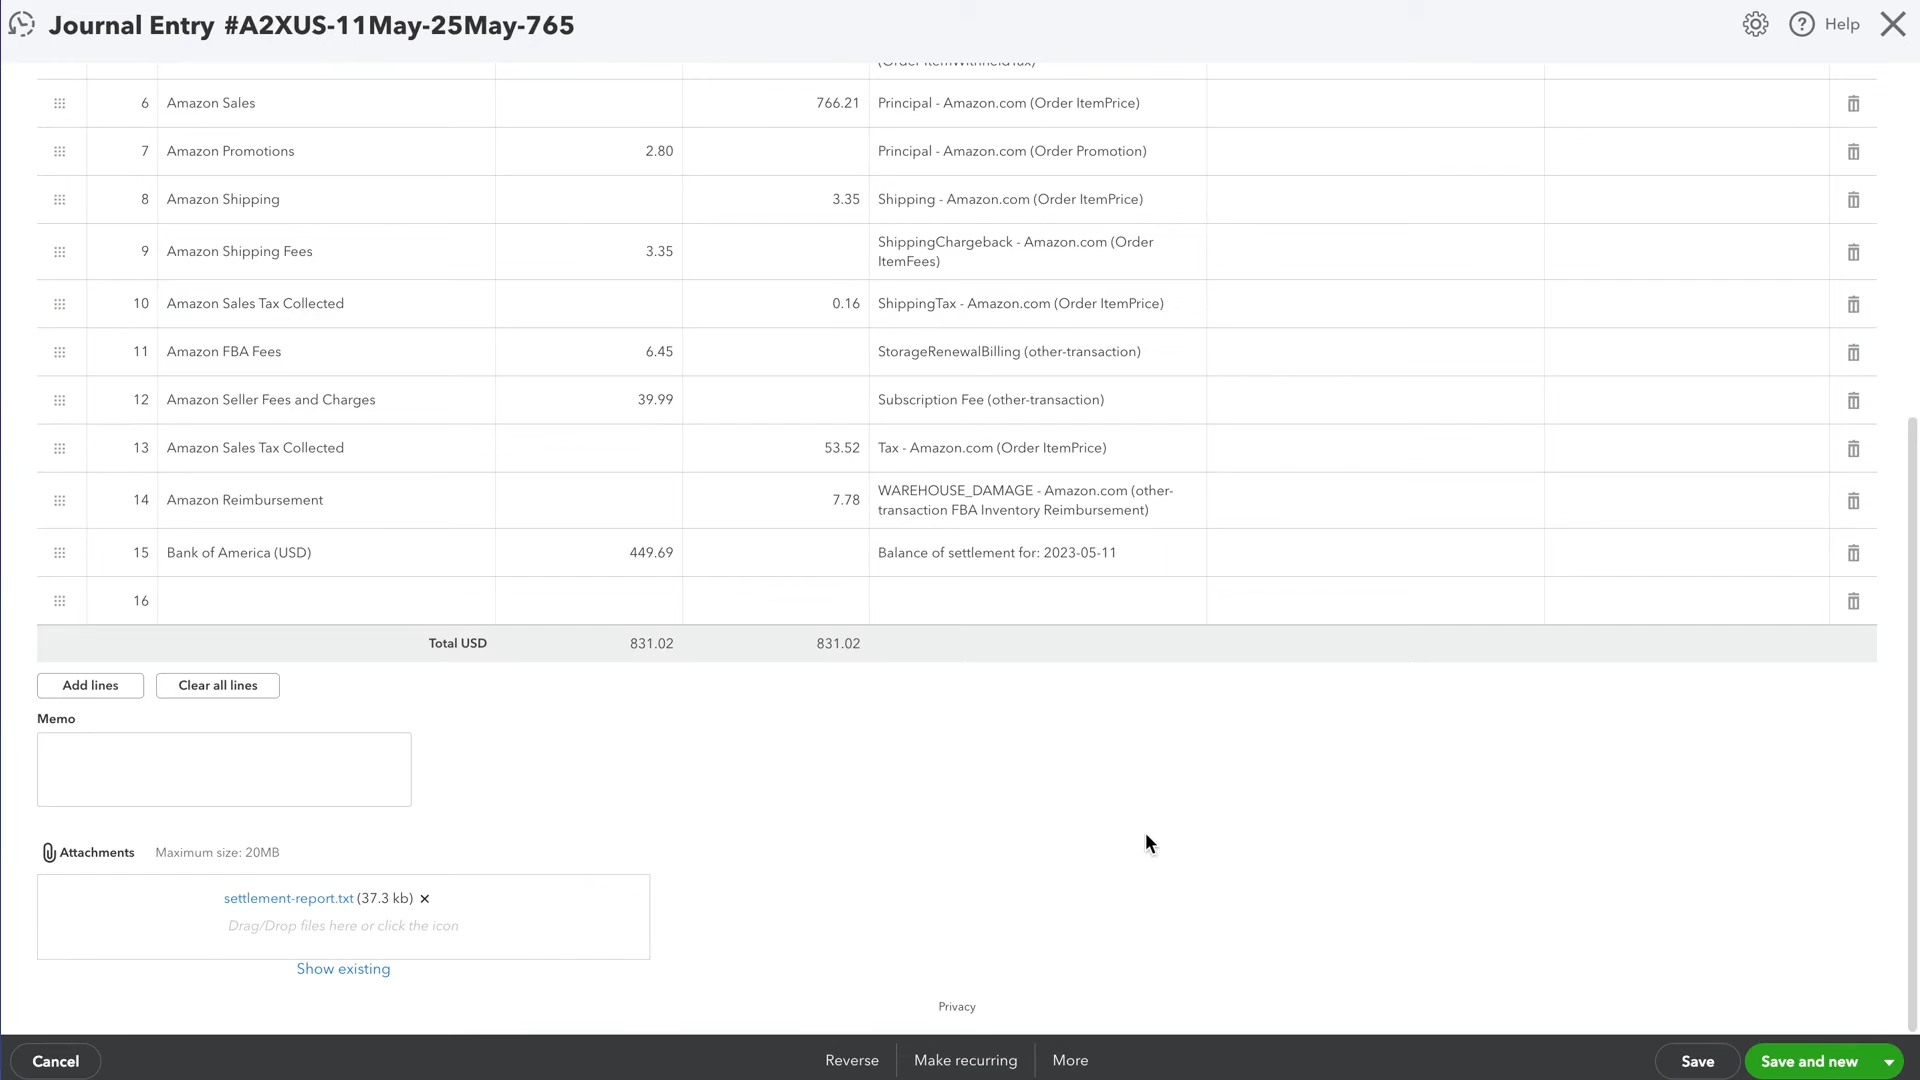 Journal Entry #A2XUS-11May-25May-765
Help
(Order ItemWithheldTax)
6 Amazon Sales 766.21 Principal - Amazon.com (Order ItemPrice)
7 Amazon Promotions 2.80 Principal - Amazon.com (Order Promotion)
8 Amazon Shipping 3.35 Shipping - Amazon.com (Order ItemPrice)
9 Amazon Shipping Fees 3.35 ShippingChargeback - Amazon.com (Order
ItemFees)
10 Amazon Sales Tax Collected 0.16 ShippingTax - Amazon.com (Order ItemPrice)
11 Amazon FBA Fees 6.45 StorageRenewalBilling (other-transaction)
12 Amazon Seller Fees and Charges 39.99 Subscription Fee (other-transaction)
13 Amazon Sales Tax Collected 53.52 Tax - Amazon.com (Order ItemPrice)
14 Amazon Reimbursement 7.78 WAREHOUSE_DAMAGE - Amazon.com (other-
transaction FBA Inventory Reimbursement)
15 Bank of America (USD) 449.69 Balance of settlement for: 2023-05-11
16
Total USD 831.02 831.02
Add lines Clear all lines
Memo
Attachments Maximum size: 20MB
settlement-report.txt (37.3 kb)
Drag/Drop files here or click the icon
Show existing
Privacy
Cancel Reverse Make recurring More Save Save and new